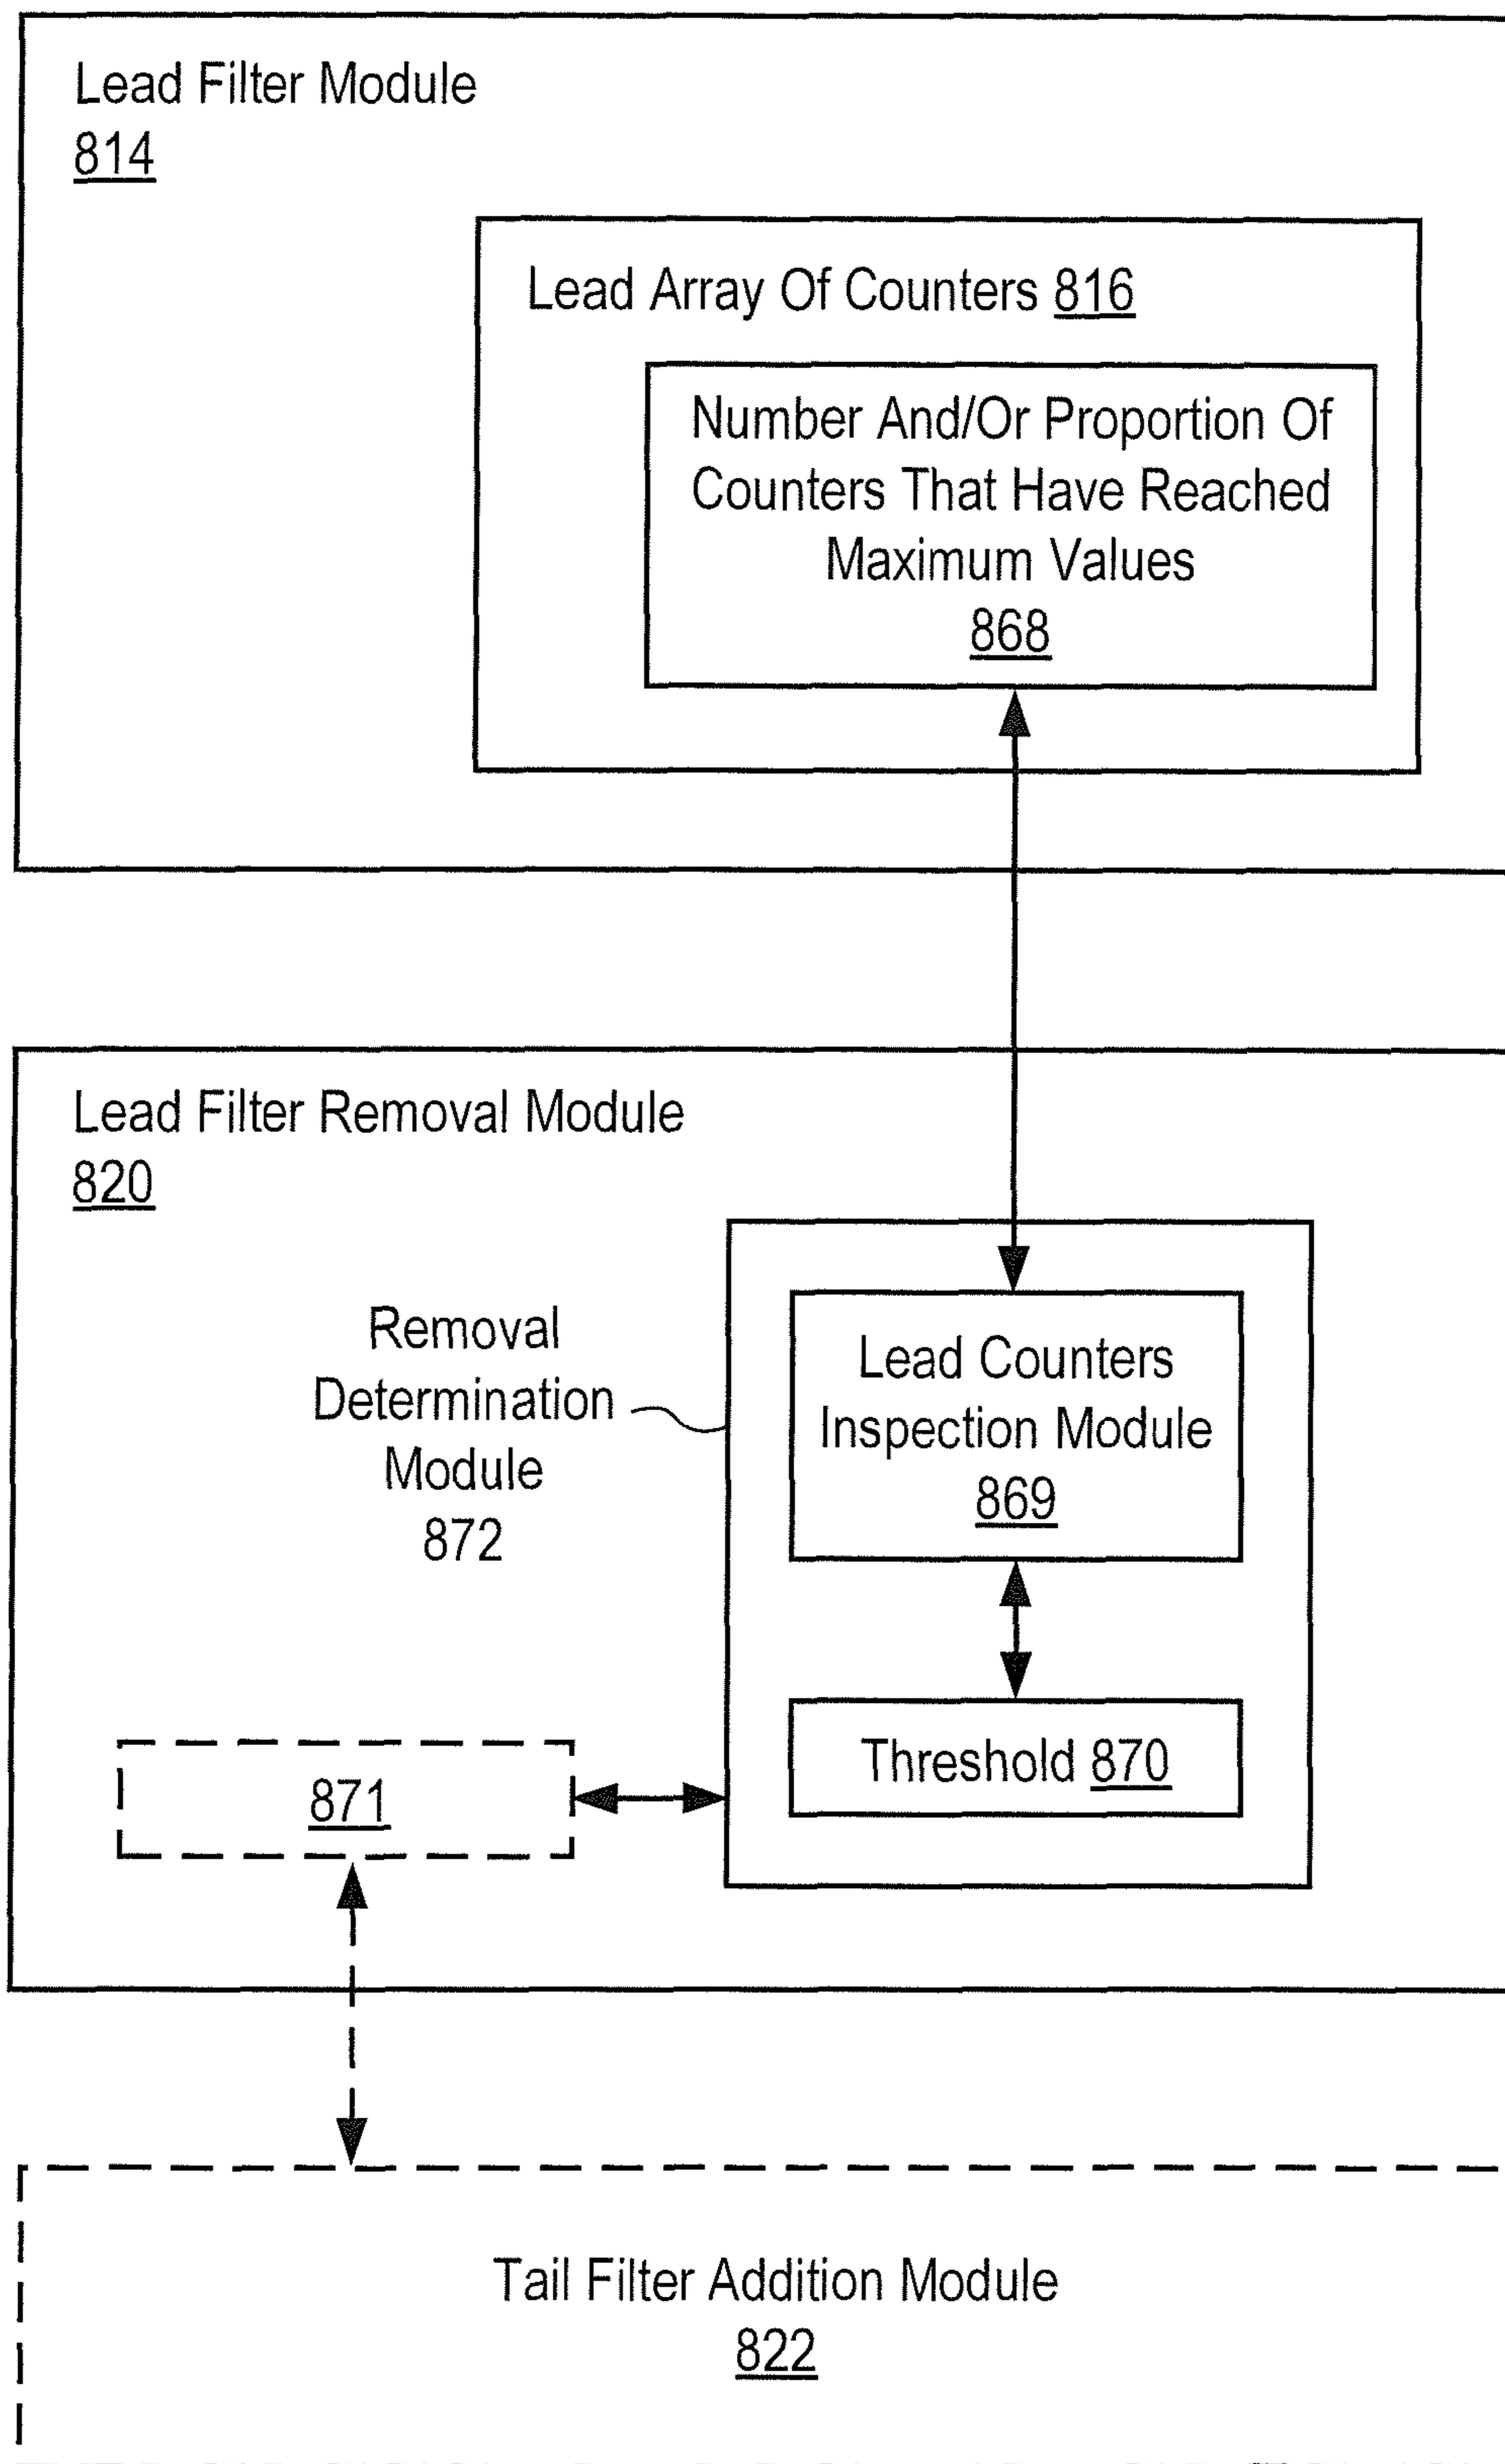 Lead Filter Module
814
Lead Array Of Counters 816
Number And/Or Proportion Of
Counters That Have Reached
Maximum Values
868
Lead Filter Removal Module
820
Removal
Determination
Module
872
Lead Counters
Inspection Module
869
Threshold 870
871
Tail Filter Addition Module
822